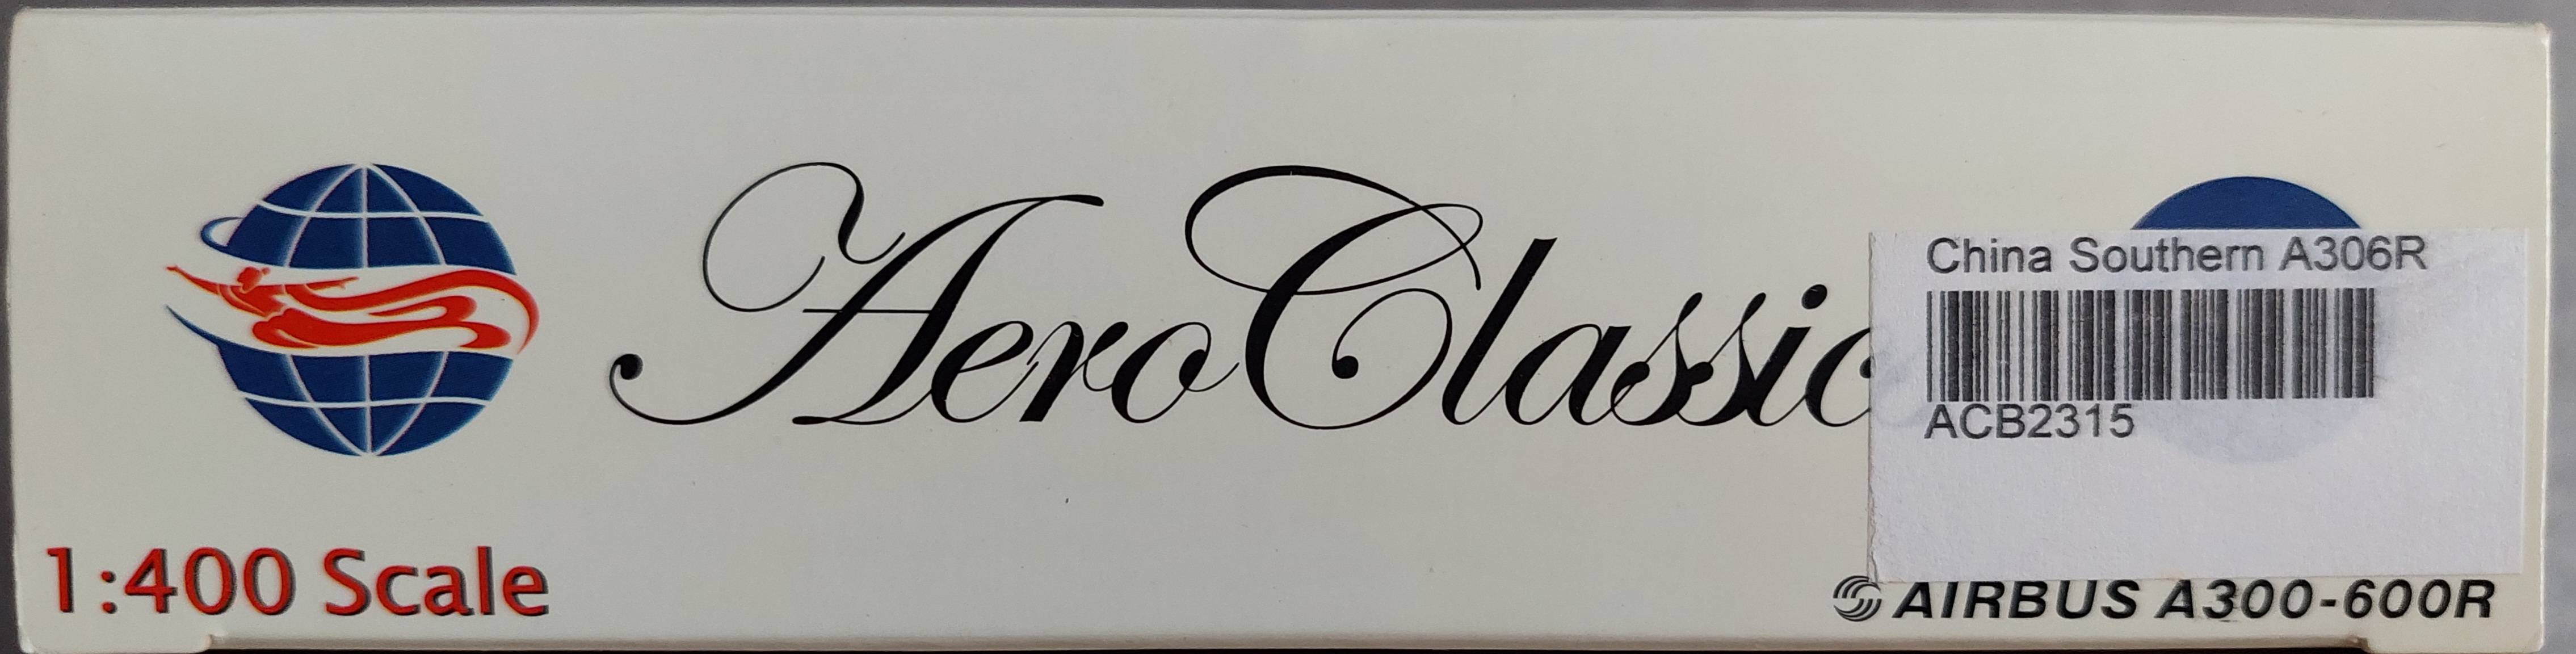 AeroClassic
China Southern A306R
ACB2315
1:400 Scale
AIRBUS A300-600R